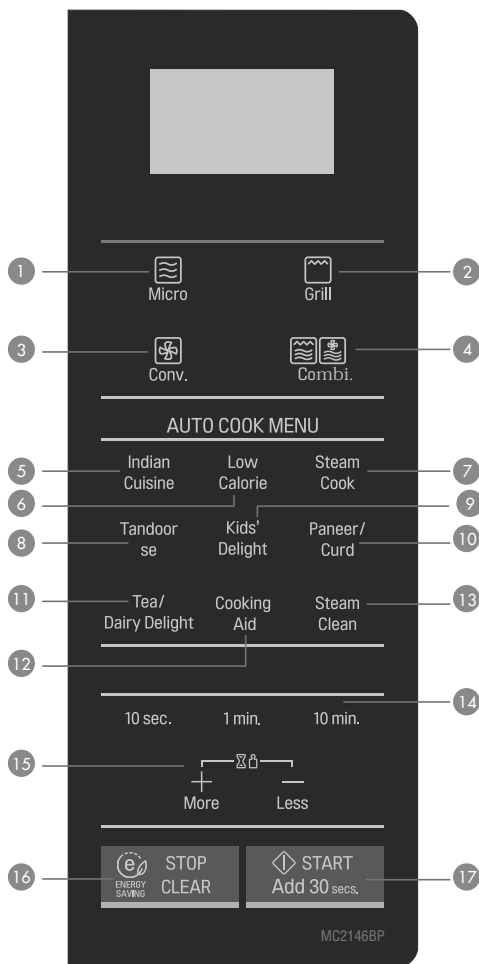 1
2
Micro
Grill
3
4
Conv.
Combi.
AUTO COOK MENU
5
Indian
Cuisine
6
Low
Calorie
7
Steam
Cook
8
Tandoor
se
9
Kids'
Delight
10
Paneer/
Curd
11
Tea/
Dairy Delight
12
Cooking
Aid
13
Steam
Clean
14
10 sec.
1 min.
10 min.
15
+
More
−
Less
16
e
ENERGY
SAVING
STOP
CLEAR
17
START
Add 30 secs.
MC2146BP